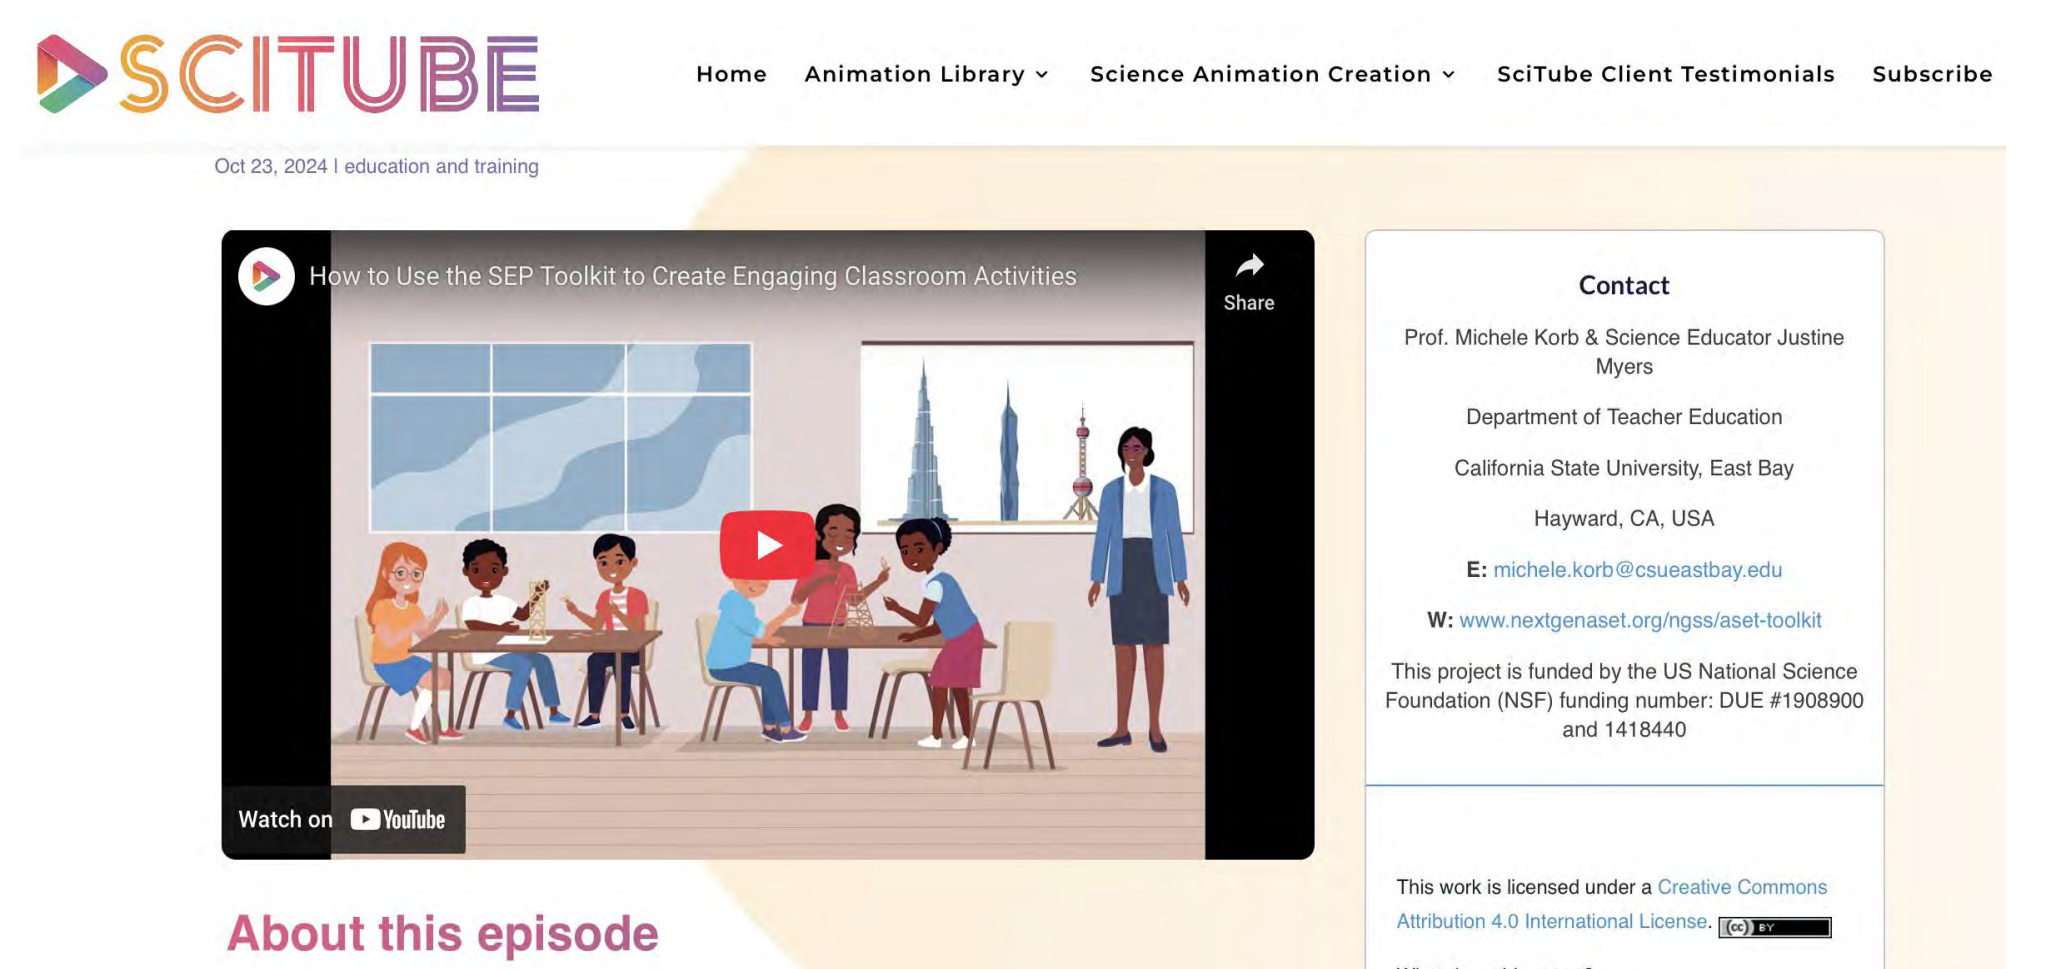 SCITUBE
Home Animation Library Science Animation Creation SciTube Client Testimonials Subscribe
Oct 23, 2024 | education and training
How to Use the SEP Toolkit to Create Engaging Classroom Activities
Share
Watch on YouTube
About this episode
Contact
Prof. Michele Korb & Science Educator Justine
Myers
Department of Teacher Education
California State University, East Bay
Hayward, CA, USA
E: michele.korb@csueastbay.edu
W: www.nextgenaset.org/ngss/aset-toolkit
This project is funded by the US National Science
Foundation (NSF) funding number: DUE #1908900
and 1418440
This work is licensed under a Creative Commons
Attribution 4.0 International License. (cc) BY